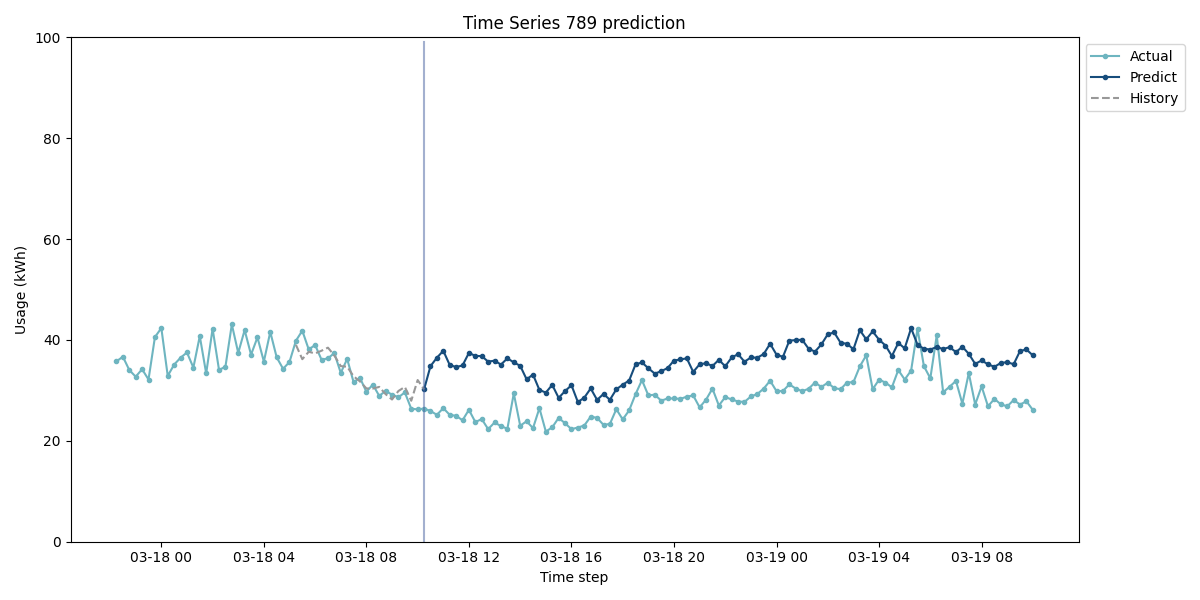 Time Series 789 prediction
Usage (kWh)
100
80
60
40
20
0
03-18 00
03-18 04
03-18 08
03-18 12
03-18 16
03-18 20
03-19 00
03-19 04
03-19 08
Time step
Actual
Predict
History